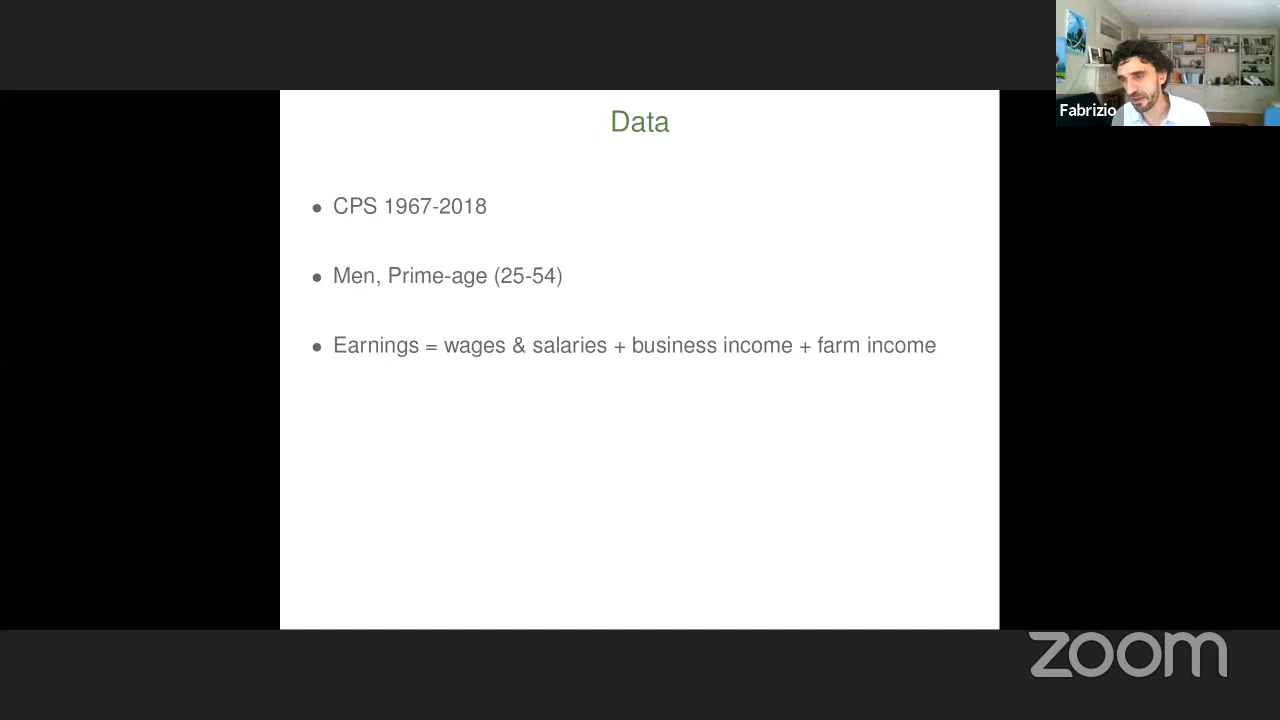 Fabrizio
Data
• CPS 1967-2018
• Men, Prime-age (25-54)
• Earnings = wages & salaries + business income + farm income
zoom